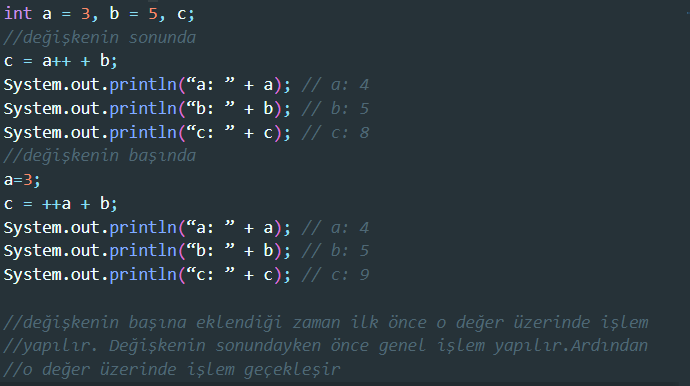 int a = 3, b = 5, c;
//değişkenin sonunda
c = a++ + b;
System.out.println(“a: ” + a); // a: 4
System.out.println(“b: ” + b); // b: 5
System.out.println(“c: ” + c); // c: 8
//değişkenin başında
a=3;
c = ++a + b;
System.out.println(“a: ” + a); // a: 4
System.out.println(“b: ” + b); // b: 5
System.out.println(“c: ” + c); // c: 9
//değişkenin başına eklendiği zaman ilk önce o değer üzerinde işlem
//yapılır. Değişkenin sonundayken önce genel işlem yapılır.Ardından
//o değer üzerinde işlem geçekleşir